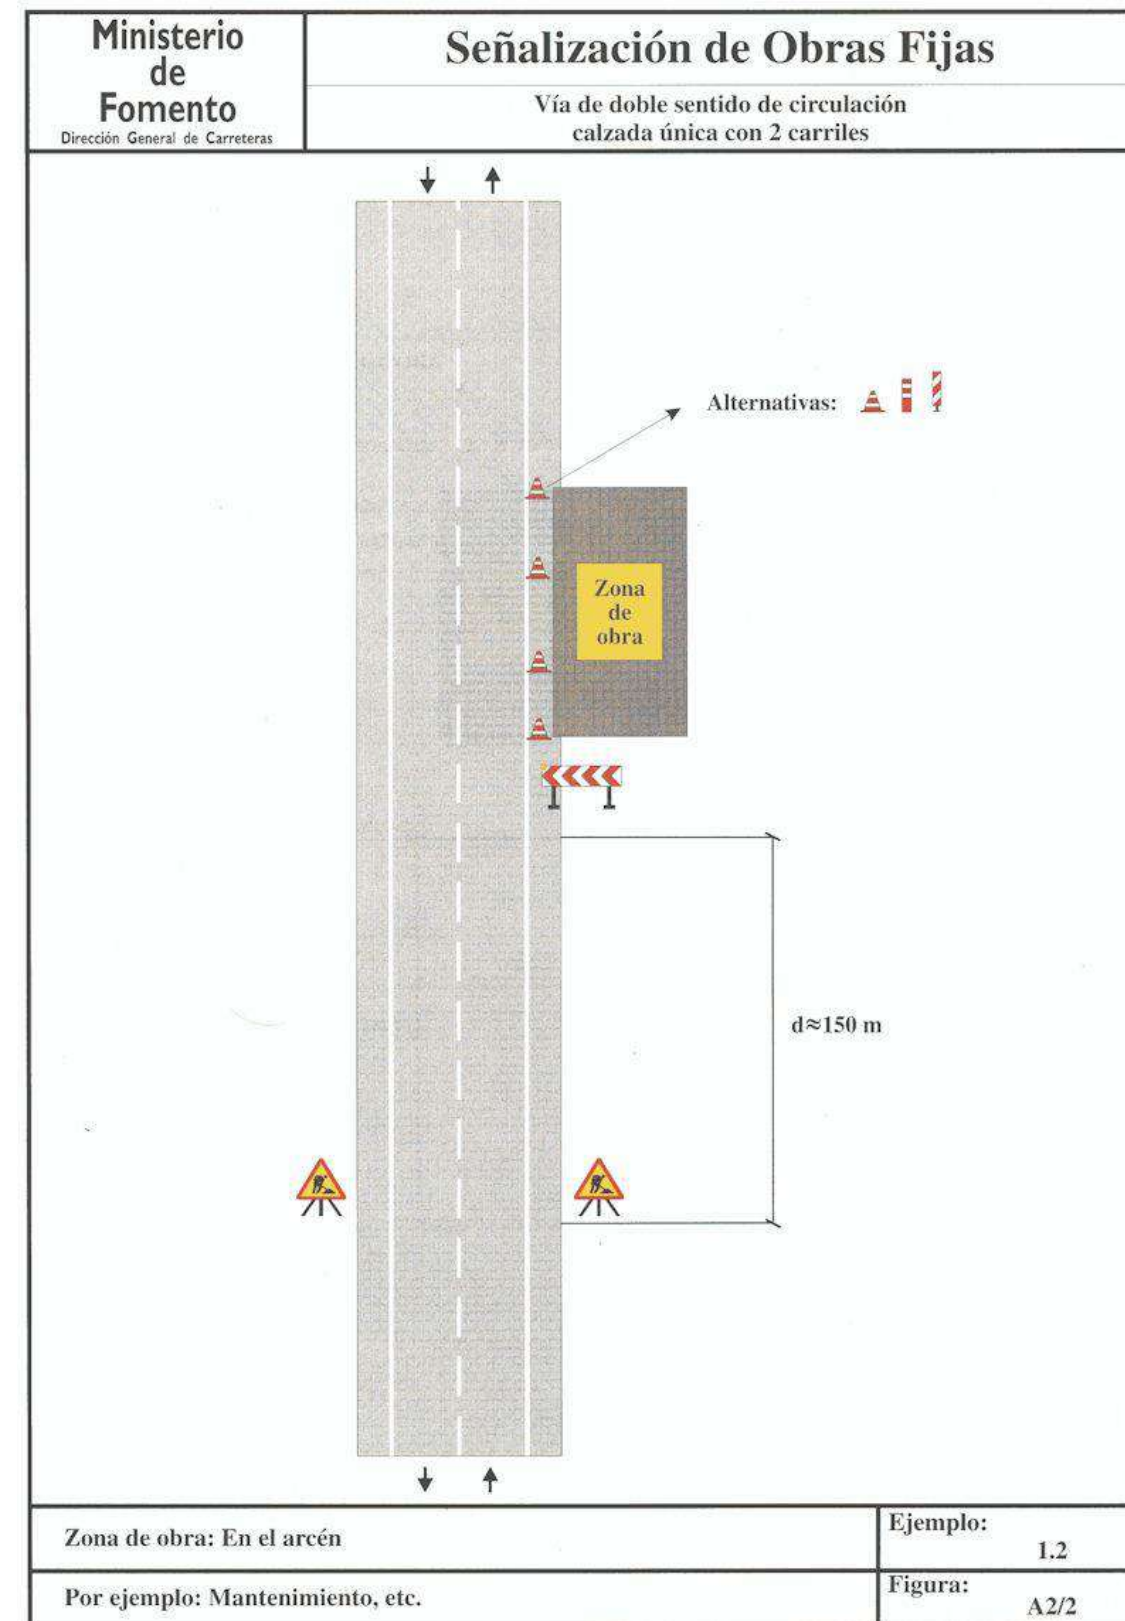 Ministerio
de
Fomento
Dirección General de Carreteras
Señalización de Obras Fijas
Vía de doble sentido de circulación
calzada única con 2 carriles
Alternativas:
Zona
de
obra
d≈150 m
Zona de obra: En el arcén
Ejemplo:
1.2
Por ejemplo: Mantenimiento, etc.
Figura:
A2/2